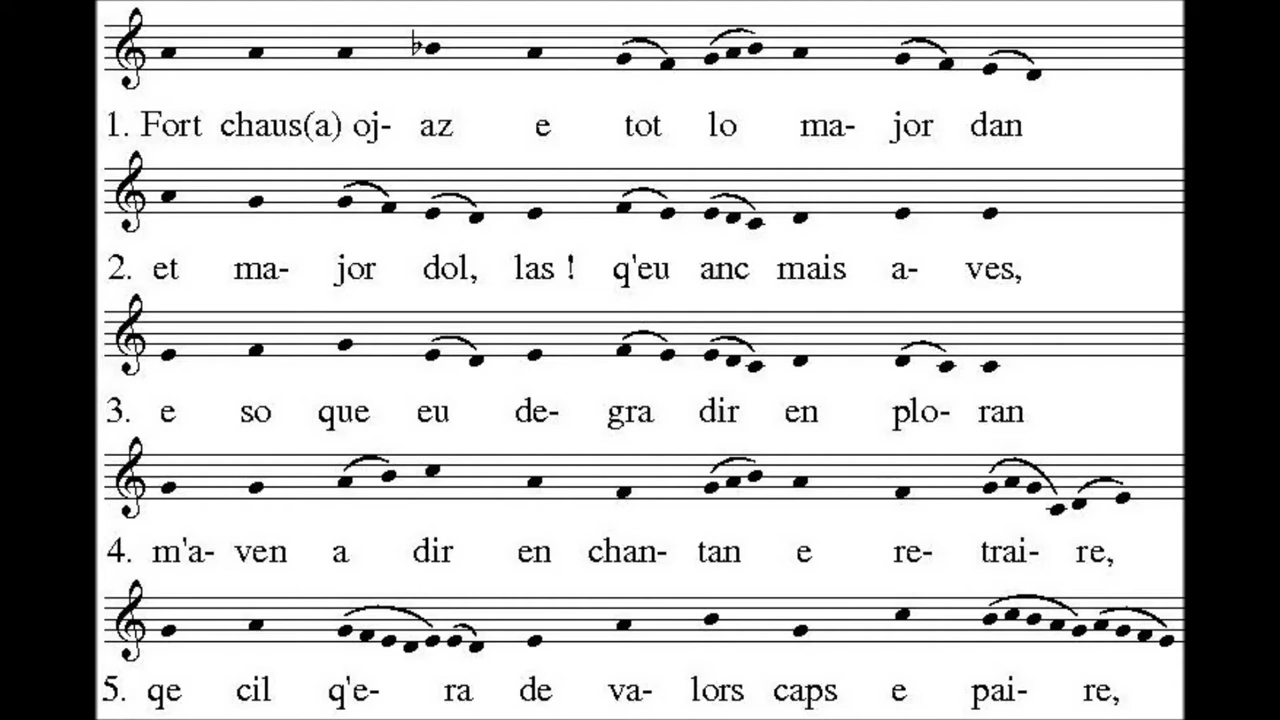 1. Fort chaus(a) oj- az e tot lo ma- jor dan
2. et ma- jor dol, las ! q'eu anc mais a- ves,
3. e so que eu de- gra dir en plo- ran
4. m'a- ven a dir en chan- tan e re- trai- re,
5. qe cil q'e- ra de va- lors caps e pai- re,